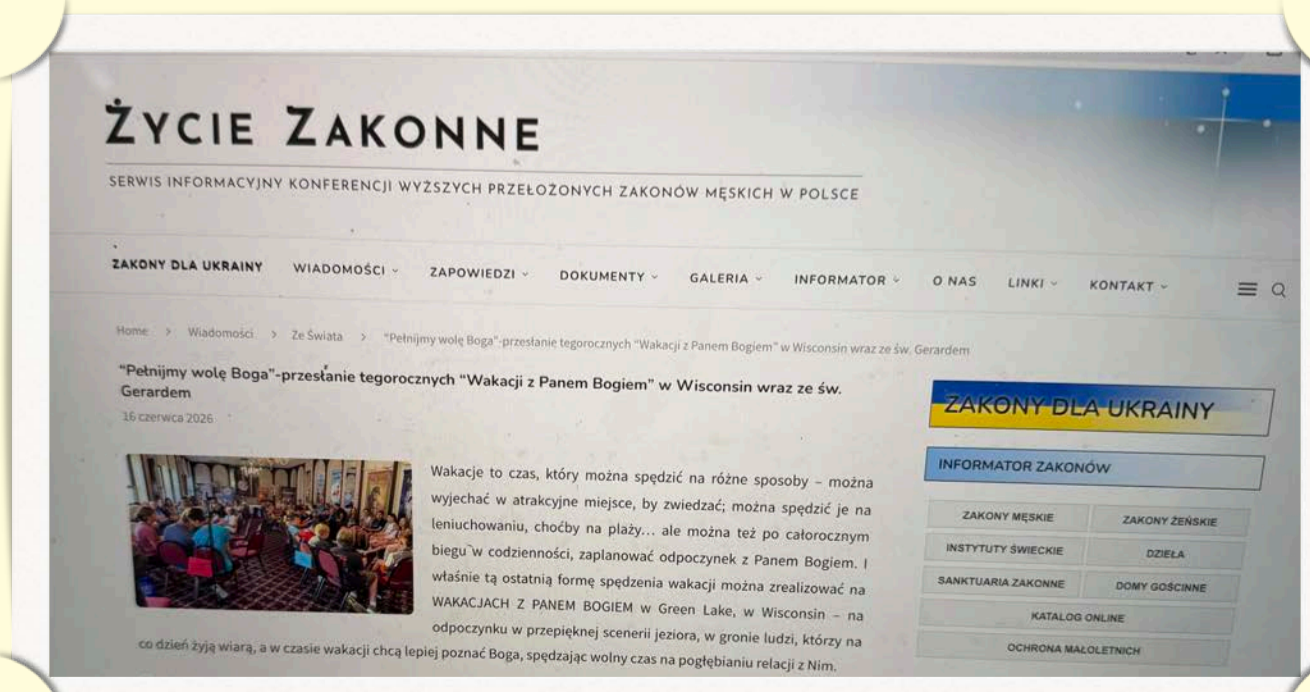 ŻYCIE ZAKONNE
SERWIS INFORMACYJNY KONFERENCJI WYŻSZYCH PRZEŁOŻONYCH ZAKONÓW MĘSKICH W POLSCE
ZAKONY DLA UKRAINY WIADOMOŚCI ZAPOWIEDZI DOKUMENTY GALERIA INFORMATOR O NAS LINKI KONTAKT
Home > Wiadomości > Ze Świata > "Pełnijmy wolę Boga"-przesłanie tegorocznych "Wakacji z Panem Bogiem" w Wisconsin wraz ze św. Gerardem
"Pełnijmy wolę Boga"-przesłanie tegorocznych "Wakacji z Panem Bogiem" w Wisconsin wraz ze św.
Gerardem
16 czerwca 2026
Wakacje to czas, który można spędzić na różne sposoby – można
wyjechać w atrakcyjne miejsce, by zwiedzać; można spędzić je na
leniuchowaniu, choćby na plaży... ale można też po całorocznym
biegu w codzienności, zaplanować odpoczynek z Panem Bogiem. I
właśnie tą ostatnią formę spędzenia wakacji można zrealizować na
WAKACJACH Z PANEM BOGIEM w Green Lake, w Wisconsin – na
odpoczynku w przepięknej scenerii jeziora, w gronie ludzi, którzy na
co dzień żyją wiarą, a w czasie wakacji chcą lepiej poznać Boga, spędzając wolny czas na pogłębianiu relacji z Nim.
ZAKONY DLA UKRAINY
INFORMATOR ZAKONÓW
ZAKONY MĘSKIE ZAKONY ŻEŃSKIE
INSTYTUTY ŚWIECKIE DZIEŁA
SANKTUARIA ZAKONNE DOMY GOŚCINNE
KATALOG ONLINE
OCHRONA MAŁOLETNICH